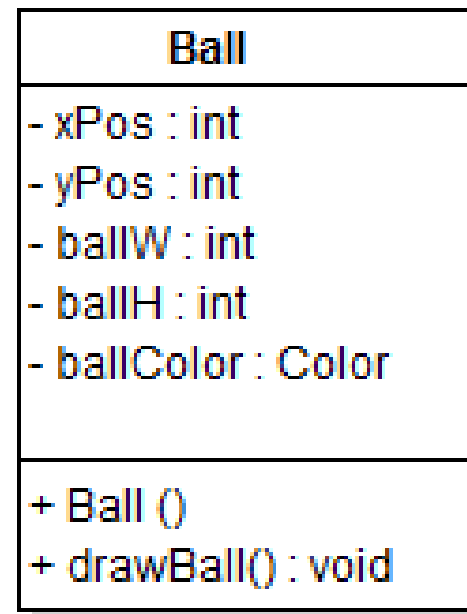 Ball
- xPos : int
- yPos : int
- ballW : int
- ballH : int
- ballColor : Color
+ Ball ()
+ drawBall() : void